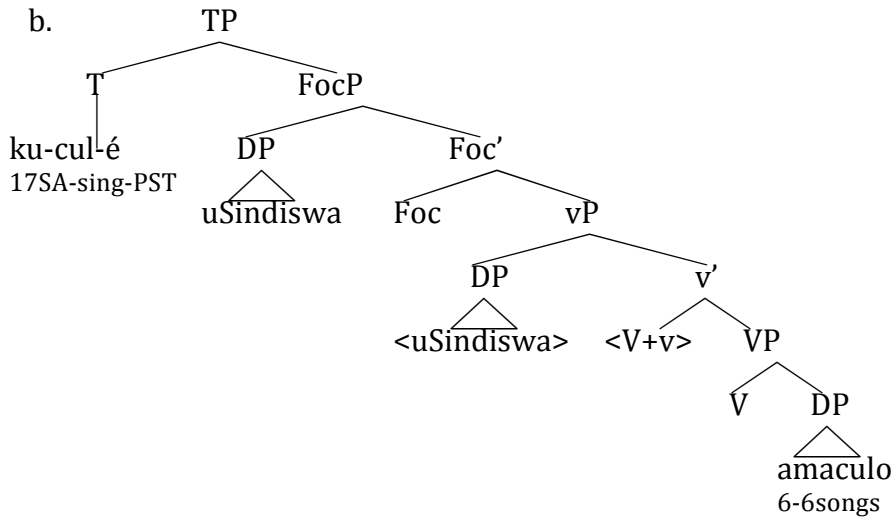 b.
TP
T FocP
ku-cul-é DP Foc’
17SA-sing-PST
uSindiswa Foc vP
DP v’
<uSindiswa> <V+v> VP
V DP
amaculo
6-6songs